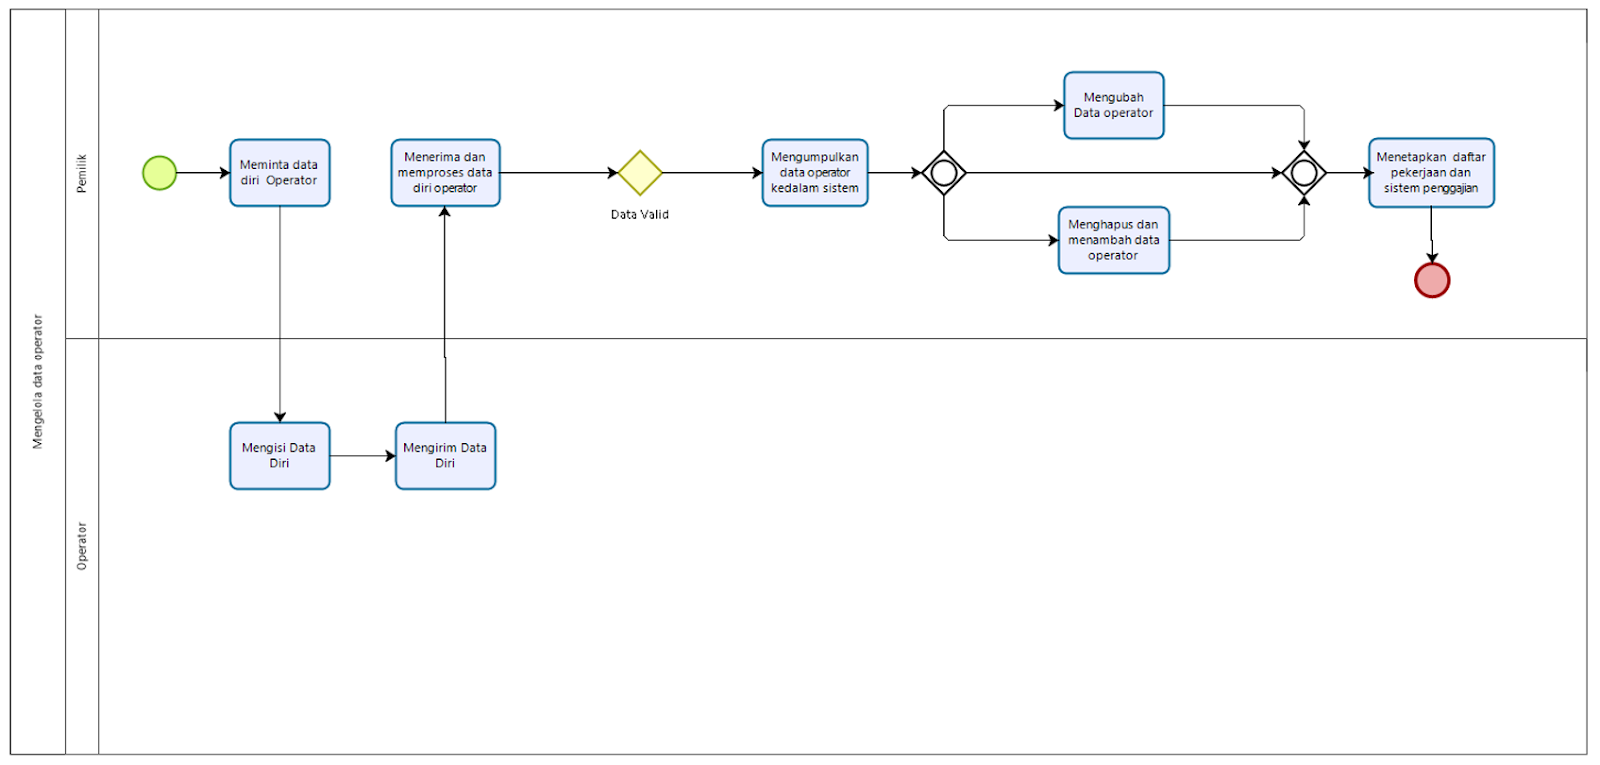 Mengelola data operator
Pemilik
Meminta data
diri Operator
Menerima dan
memproses data
diri operator
Data Valid
Mengumpulkan
data operator
kedalam sistem
Mengubah
Data operator
Menghapus dan
menambah data
operator
Menetapkan daftar
pekerjaan dan
sistem penggajian
Operator
Mengisi Data
Diri
Mengirim Data
Diri